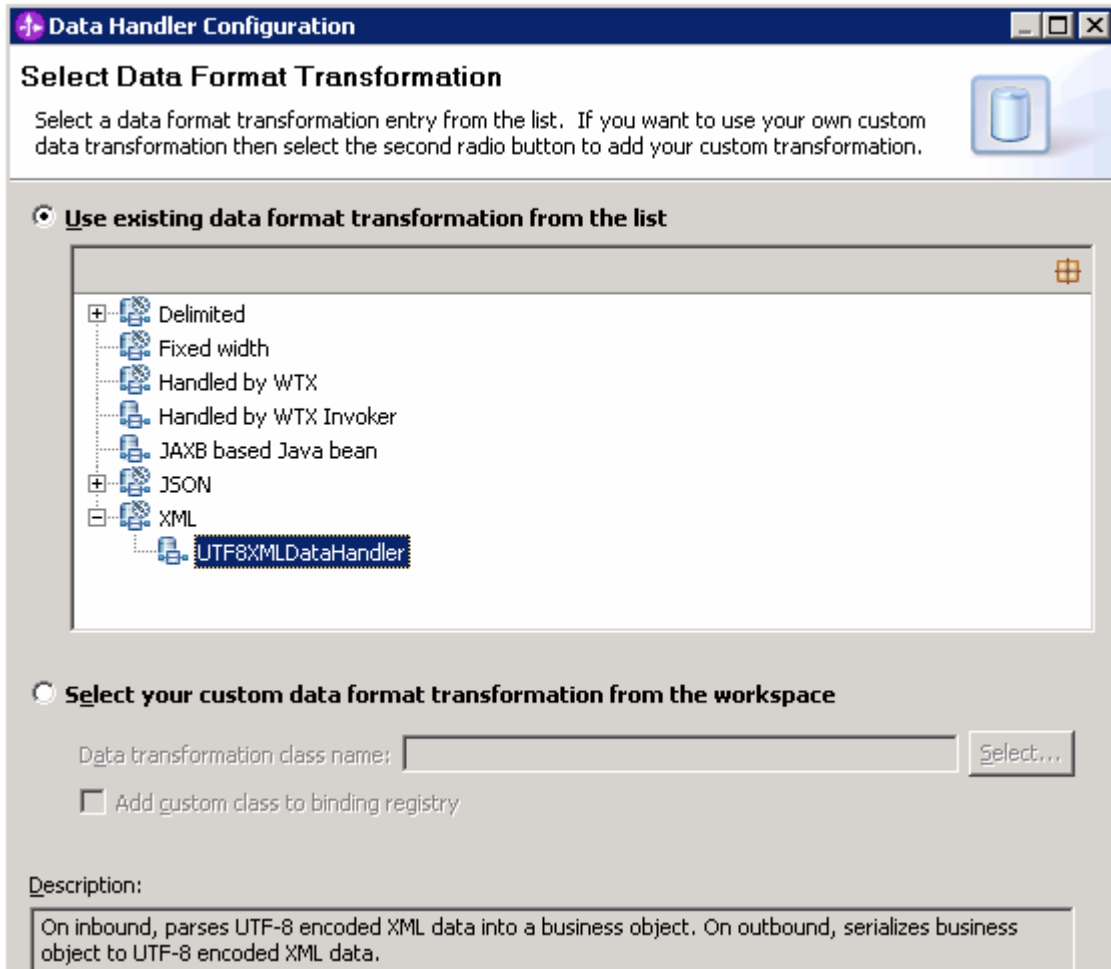 Data Handler Configuration
Select Data Format Transformation
Select a data format transformation entry from the list. If you want to use your own custom
data transformation then select the second radio button to add your custom transformation.
Use existing data format transformation from the list
Delimited
Fixed width
Handled by WTX
Handled by WTX Invoker
JAXB based Java bean
JSON
XML
UTF8XMLDataHandler
Select your custom data format transformation from the workspace
Data transformation class name:
Select...
Add custom class to binding registry
Description:
On inbound, parses UTF-8 encoded XML data into a business object. On outbound, serializes business
object to UTF-8 encoded XML data.